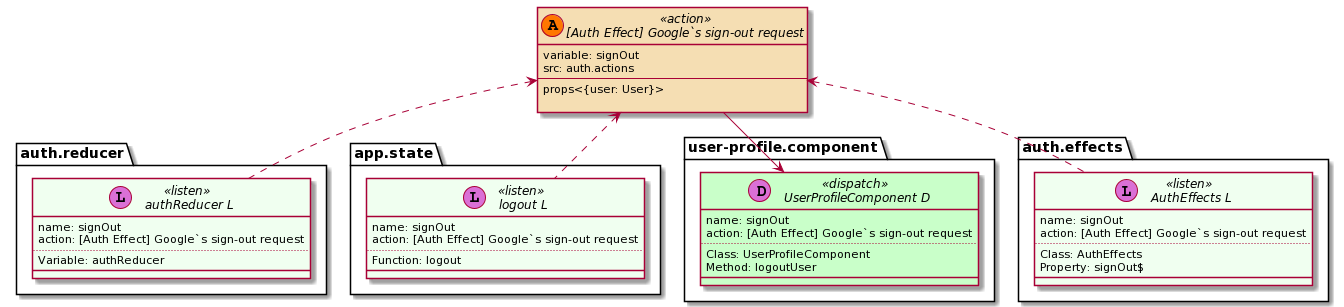 A
«action»
[Auth Effect] Google`s sign-out request
variable: signOut
src: auth.actions
props<{user: User}>
auth.reducer
L
«listen»
authReducer L
name: signOut
action: [Auth Effect] Google`s sign-out request
Variable: authReducer
app.state
L
«listen»
logout L
name: signOut
action: [Auth Effect] Google`s sign-out request
Function: logout
user-profile.component
D
«dispatch»
UserProfileComponent D
name: signOut
action: [Auth Effect] Google`s sign-out request
Class: UserProfileComponent
Method: logoutUser
auth.effects
L
«listen»
AuthEffects L
name: signOut
action: [Auth Effect] Google`s sign-out request
Class: AuthEffects
Property: signOut$